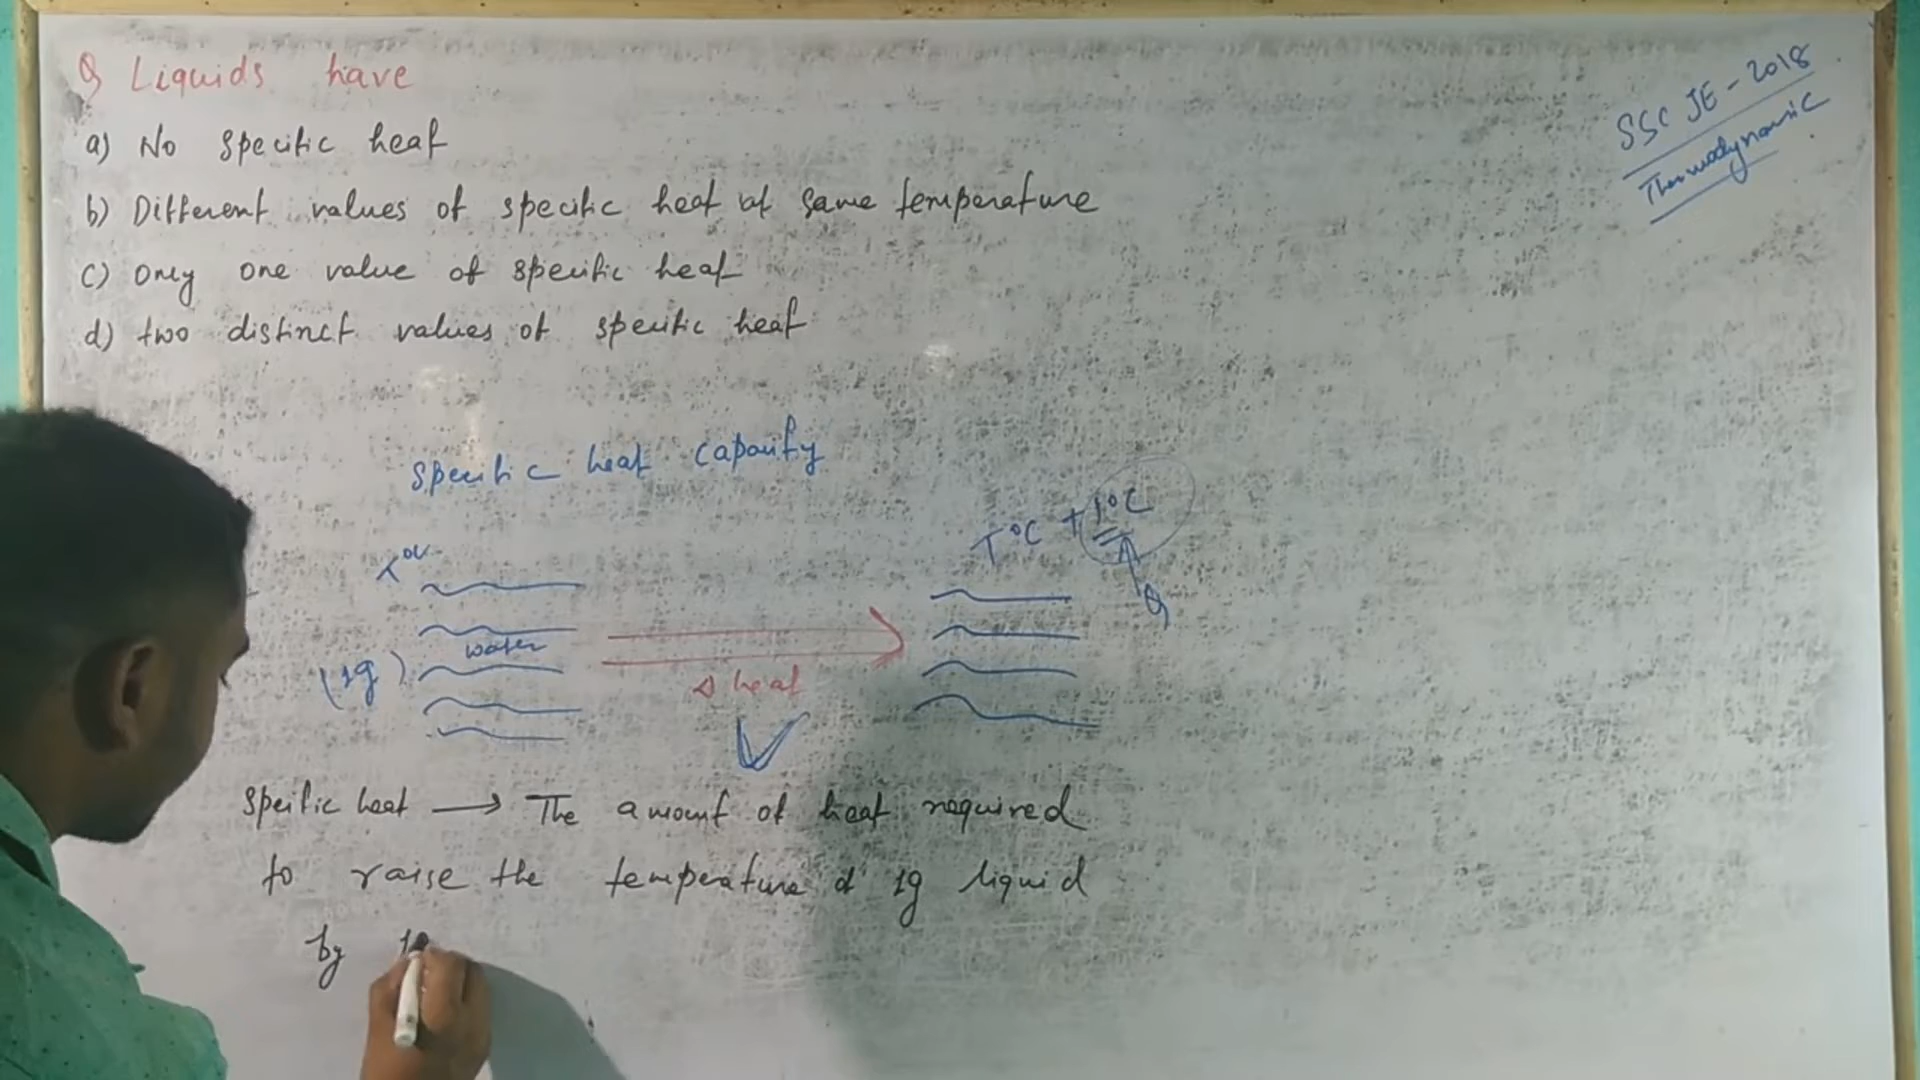 Q Liquids have
SSC JE - 2018
Thermodynamic
a) No specific heat
b) Different values of specific heat at same temperature
c) only one value of specific heat
d) two distinct values of specific heat
specific heat capacity
T°C + 1°C
T°C
Q
water
(1g)
Δ heat
Specific heat → The amount of heat required
to raise the temperature of 1g liquid
by 1°